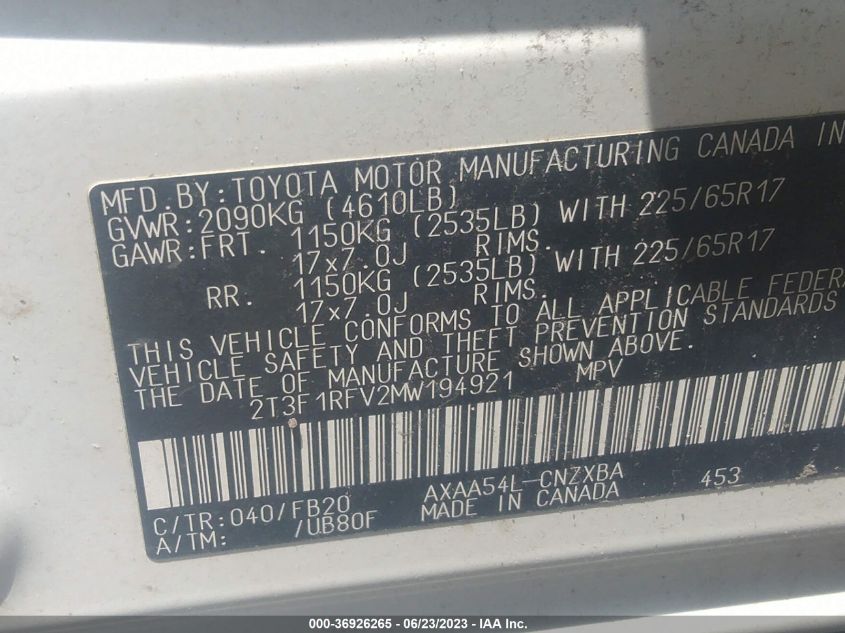 MFD.BY:TOYOTA MOTOR MANUFACTURING CANADA IN
GVWR:2090KG (4610LB)
GAWR:FRT. 1150KG (2535LB) WITH 225/65R17
17x7.0J RIMS.
RR. 1150KG (2535LB) WITH 225/65R17
17x7.0J RIMS.
THIS VEHICLE CONFORMS TO ALL APPLICABLE FEDERA
VEHICLE SAFETY AND THEFT PREVENTION STANDARDS
THE DATE OF MANUFACTURE SHOWN ABOVE.
2T3F1RFV2MW194921 MPV
C/TR:040/FB20 AXAA54L-CNZXBA 453
A/TM: /UB80F MADE IN CANADA
000-36926265 - 06/23/2023 - IAA Inc.